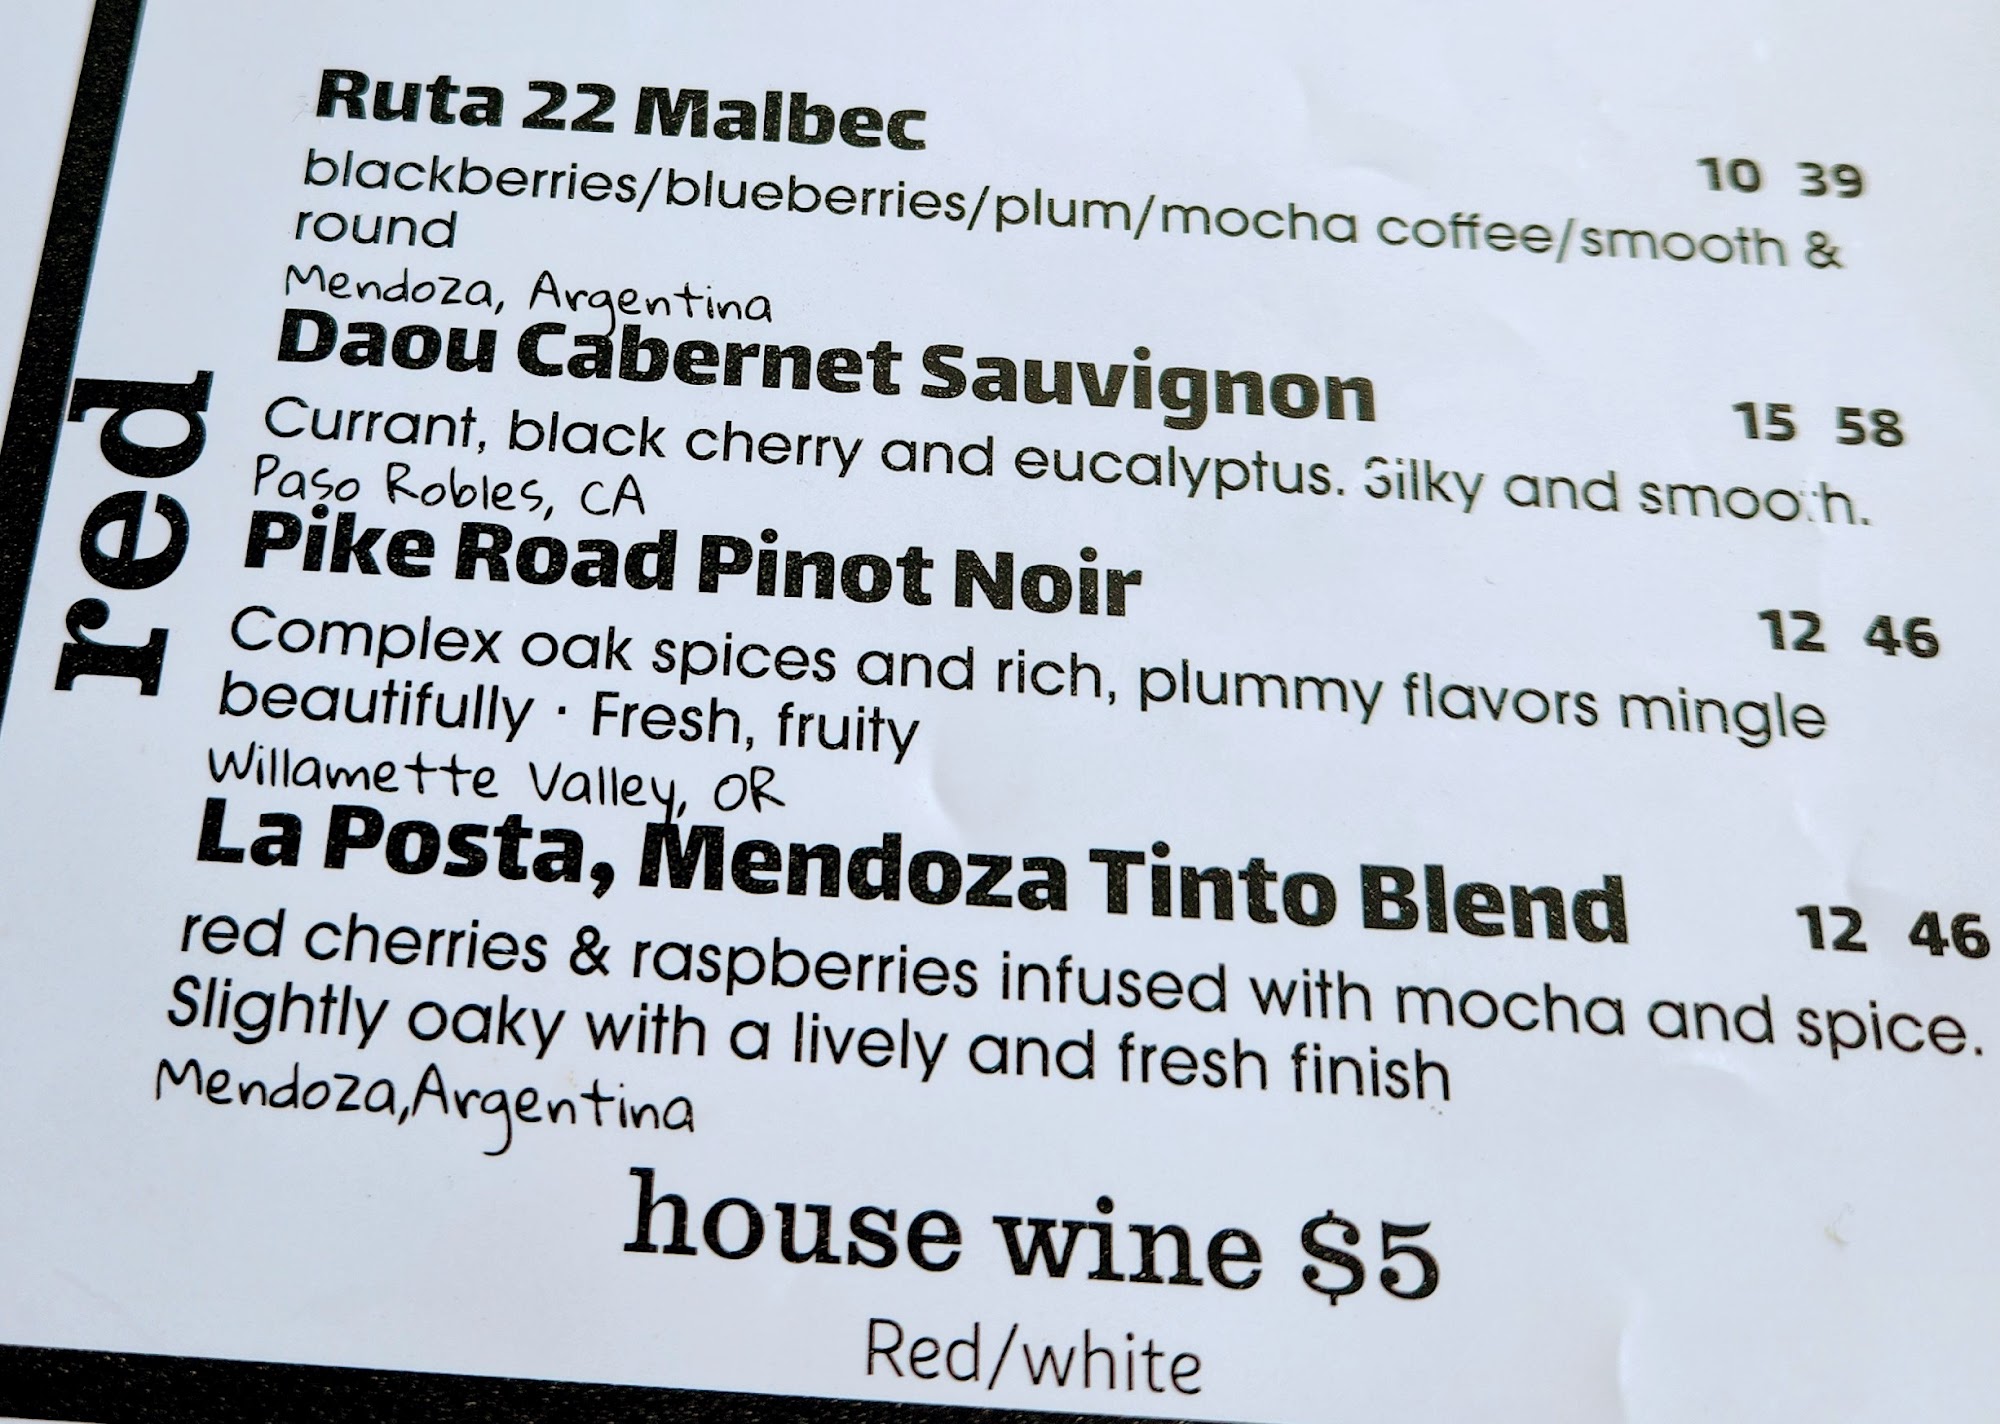 red
Ruta 22 Malbec
10 39
blackberries/blueberries/plum/mocha coffee/smooth &
round
Mendoza, Argentina
Daou Cabernet Sauvignon
15 58
Currant, black cherry and eucalyptus. Silky and smooth.
Paso Robles, CA
Pike Road Pinot Noir
12 46
Complex oak spices and rich, plummy flavors mingle
beautifully · Fresh, fruity
Willamette Valley, OR
La Posta, Mendoza Tinto Blend
12 46
red cherries & raspberries infused with mocha and spice.
Slightly oaky with a lively and fresh finish
Mendoza,Argentina
house wine $5
Red/white